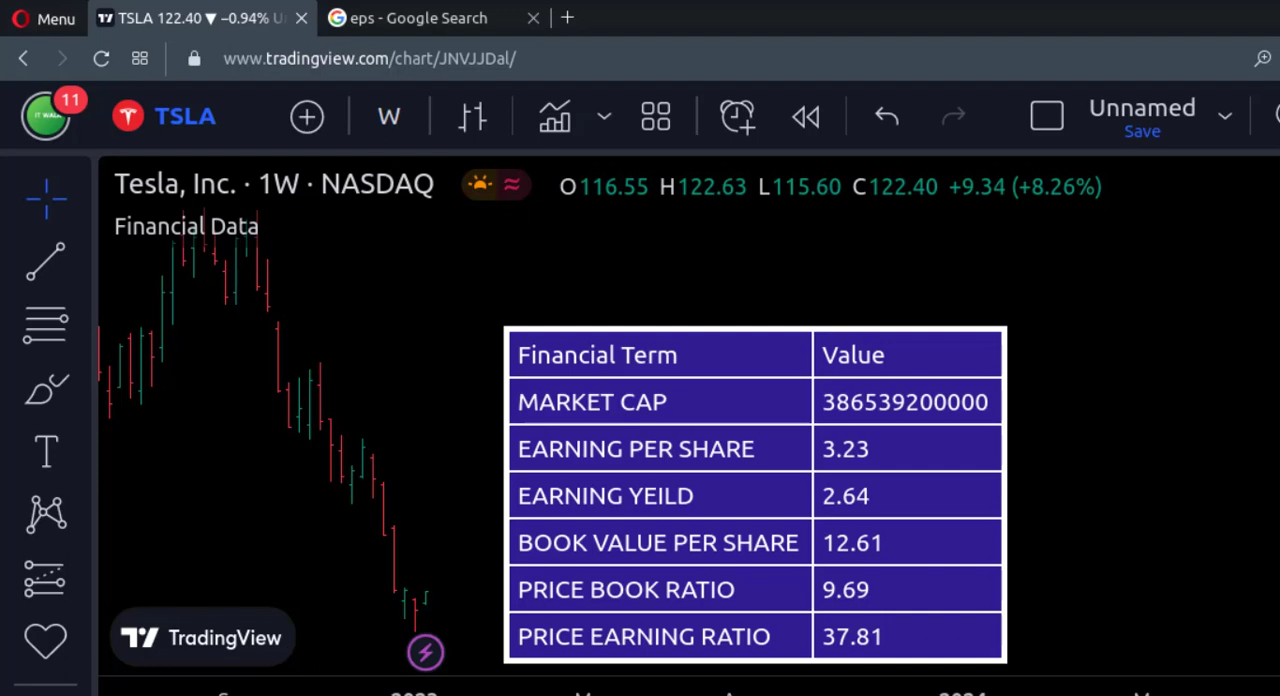 Menu
TSLA 122.40 ▼ −0.94%
eps - Google Search
www.tradingview.com/chart/JNVJJDal/
11
IT WALA
TSLA
W
Unnamed
Save
Tesla, Inc. · 1W · NASDAQ
O116.55 H122.63 L115.60 C122.40 +9.34 (+8.26%)
Financial Data
Financial Term Value
MARKET CAP 386539200000
EARNING PER SHARE 3.23
EARNING YEILD 2.64
BOOK VALUE PER SHARE 12.61
PRICE BOOK RATIO 9.69
PRICE EARNING RATIO 37.81
TradingView